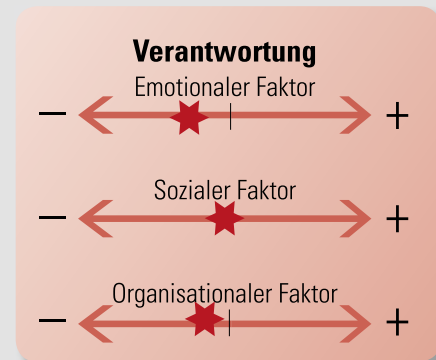 Verantwortung
Emotionaler Faktor
− +
Sozialer Faktor
− +
Organisationaler Faktor
− +